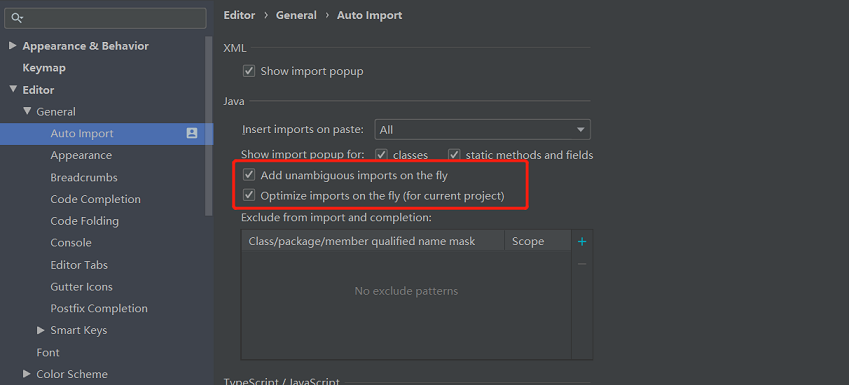 Editor › General › Auto Import
Appearance & Behavior
Keymap
Editor
General
Auto Import
Appearance
Breadcrumbs
Code Completion
Code Folding
Console
Editor Tabs
Gutter Icons
Postfix Completion
Smart Keys
Font
Color Scheme
XML
Show import popup
Java
Insert imports on paste: All
Show import popup for: classes static methods and fields
Add unambiguous imports on the fly
Optimize imports on the fly (for current project)
Exclude from import and completion:
Class/package/member qualified name mask Scope
No exclude patterns
TypeScript / JavaScript